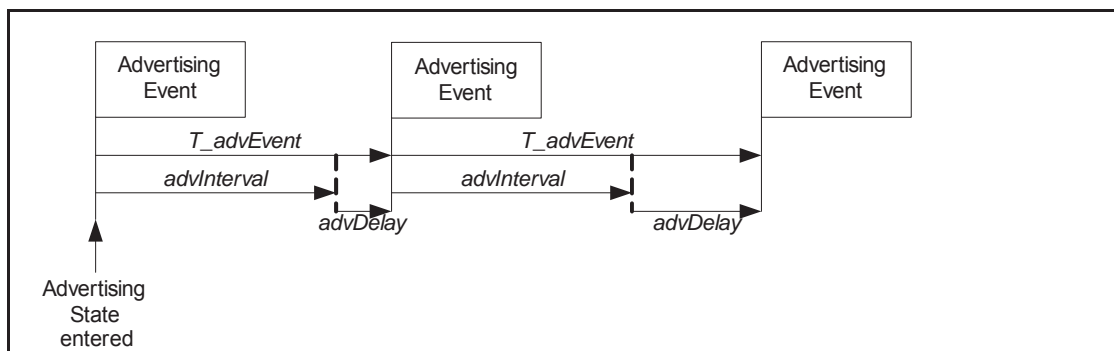 Advertising
Event
Advertising
Event
Advertising
Event
T_advEvent
T_advEvent
advInterval
advInterval
advDelay
advDelay
Advertising
State
entered